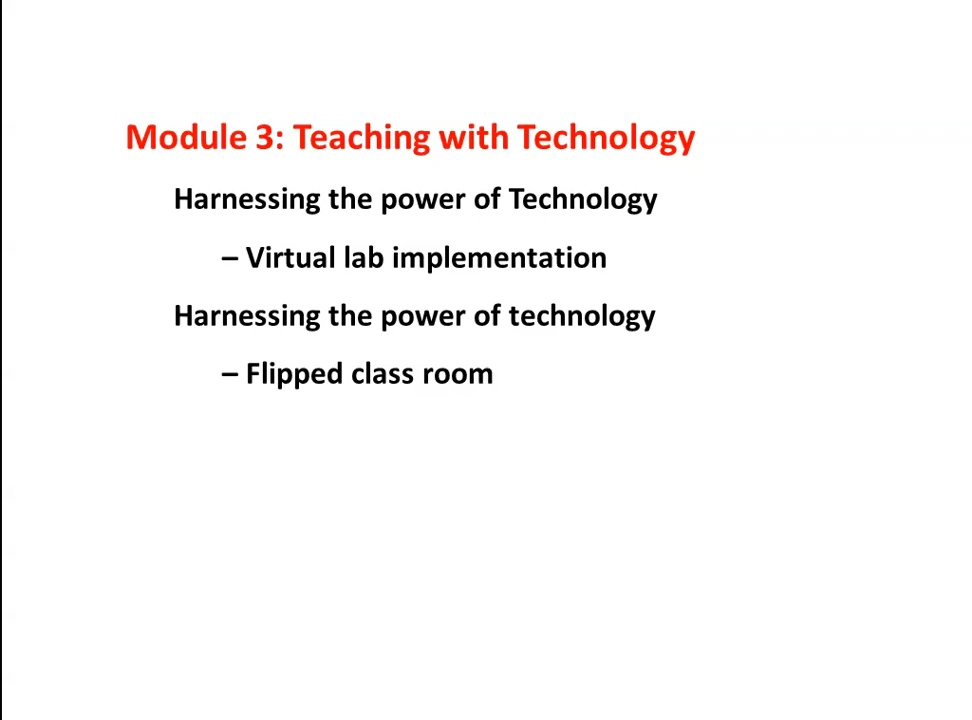 Module 3: Teaching with Technology
Harnessing the power of Technology
– Virtual lab implementation
Harnessing the power of technology
– Flipped class room